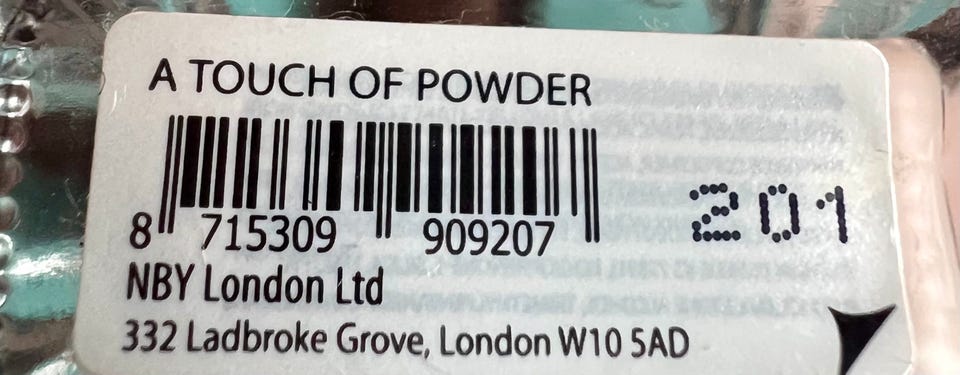 A TOUCH OF POWDER
8 715309 909207
201
NBY London Ltd
332 Ladbroke Grove, London W10 5AD